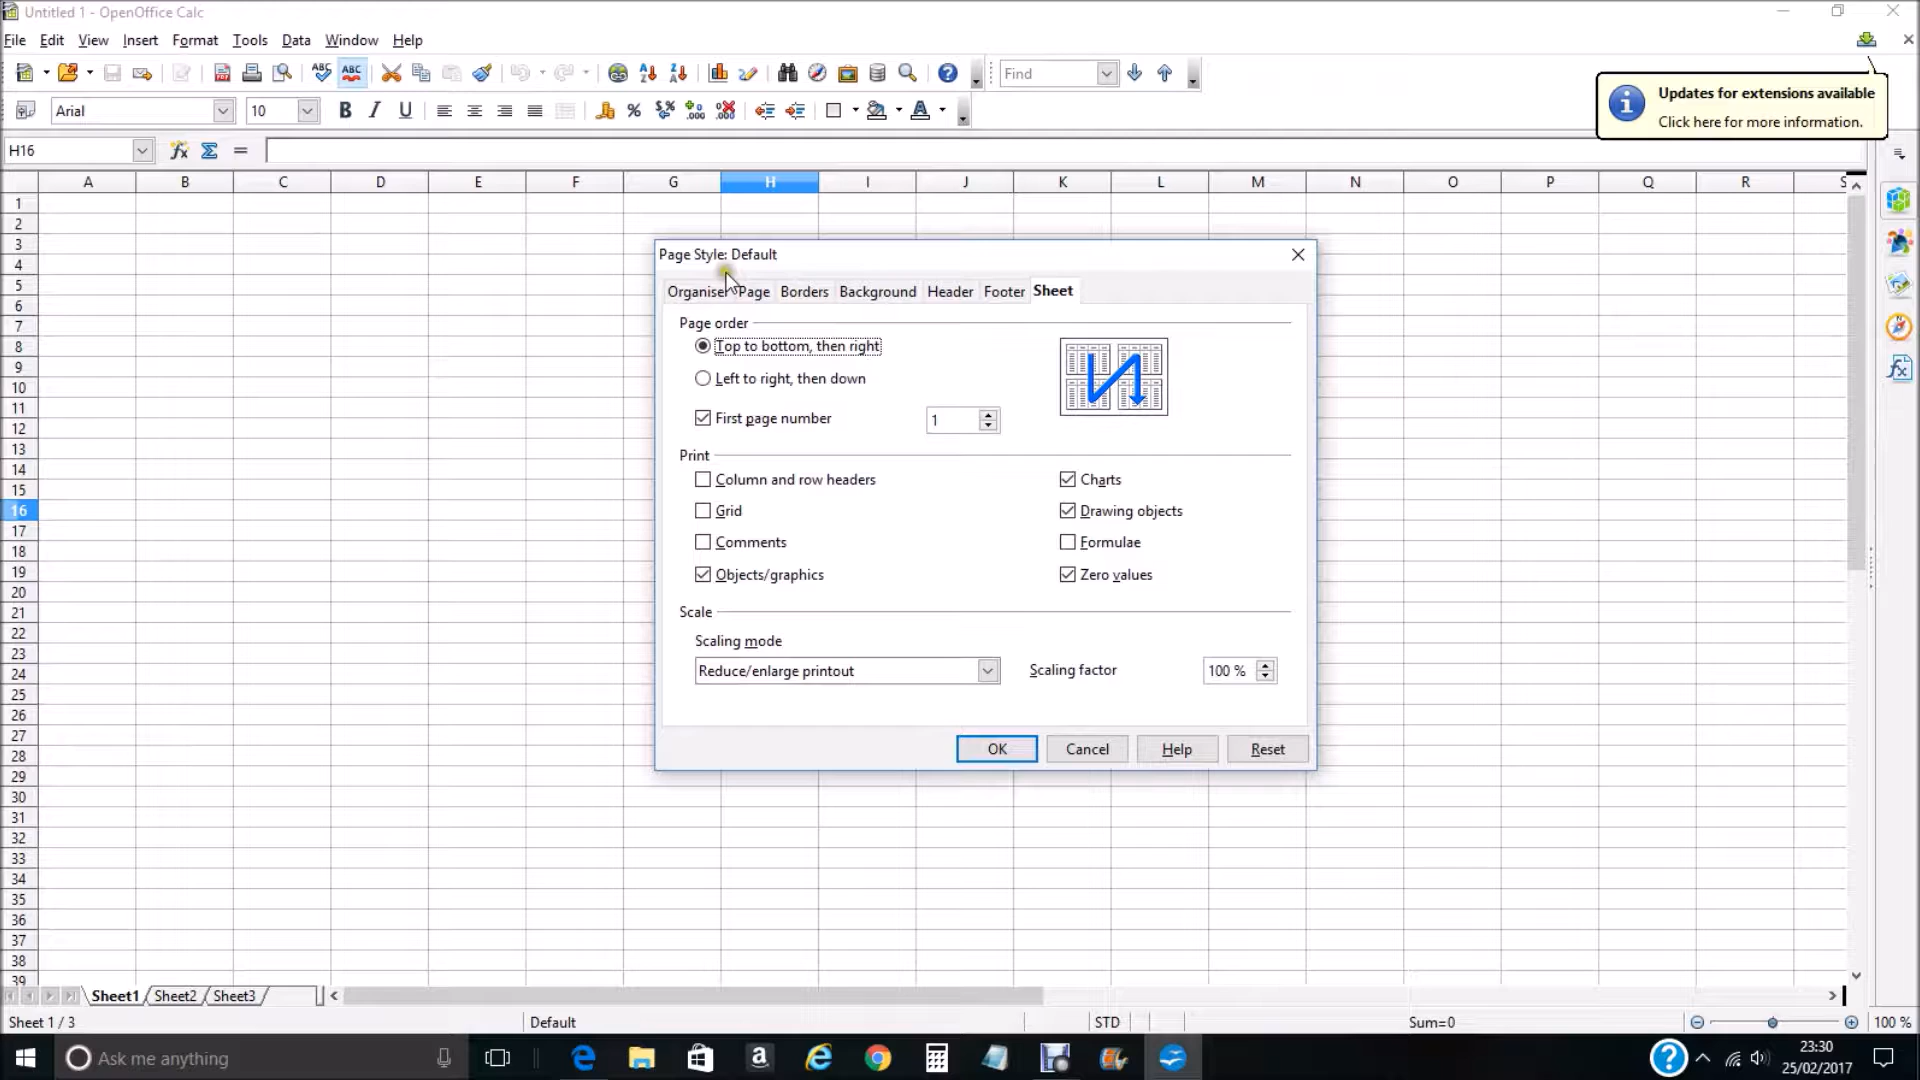 Untitled 1 - OpenOffice Calc
File Edit View Insert Format Tools Data Window Help
Find
Arial 10 B I U
Updates for extensions available
Click here for more information.
H16
A B C D E F G H I J K L M N O P Q R S
1
2
3
4
5
6
7
8
9
10
11
12
13
14
15
16
17
18
19
20
21
22
23
24
25
26
27
28
29
30
31
32
33
34
35
36
37
38
39
Page Style: Default
Organiser Page Borders Background Header Footer Sheet
Page order
Top to bottom, then right
Left to right, then down
First page number 1
Print
Column and row headers Charts
Grid Drawing objects
Comments Formulae
Objects/graphics Zero values
Scale
Scaling mode
Reduce/enlarge printout Scaling factor 100 %
OK Cancel Help Reset
Sheet1 Sheet2 Sheet3
Sheet 1 / 3 Default STD Sum=0 100 %
Ask me anything
23:30
25/02/2017